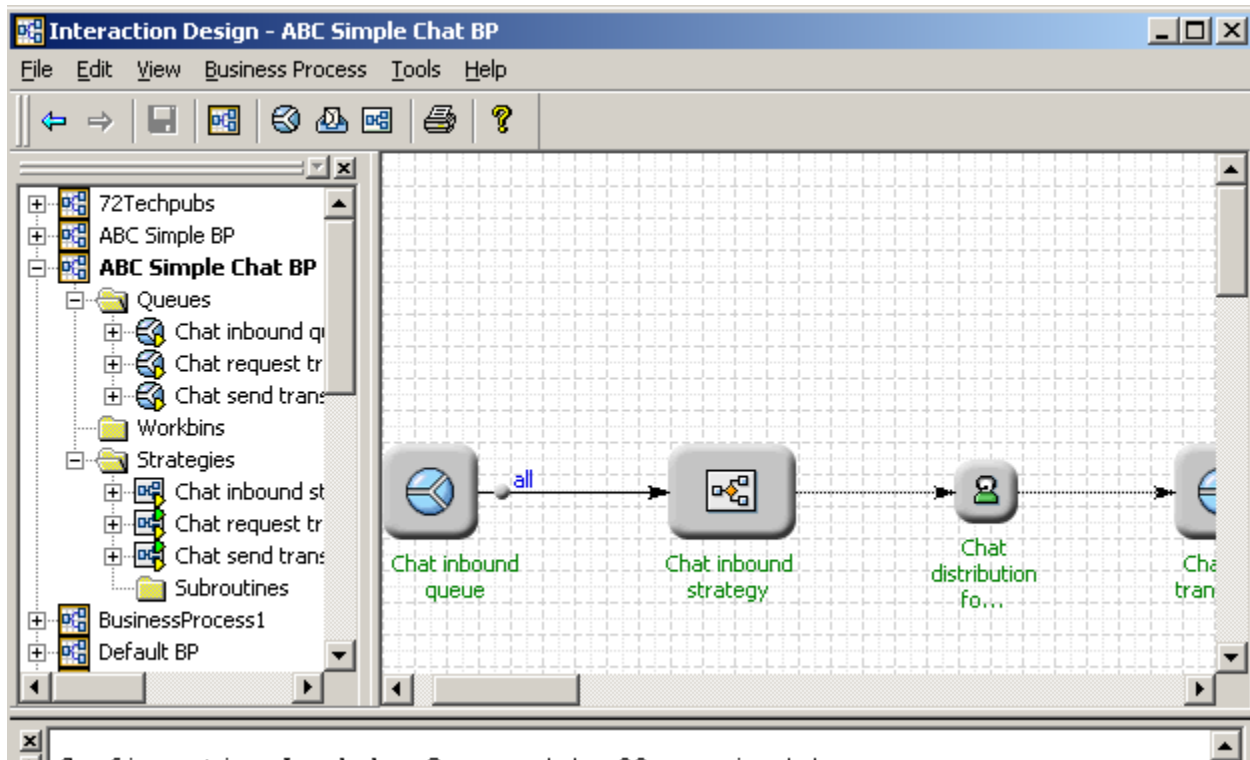 Interaction Design - ABC Simple Chat BP
File Edit View Business Process Tools Help
72Techpubs
ABC Simple BP
ABC Simple Chat BP
Queues
Chat inbound
Chat request tr
Chat send trans
Workbins
Strategies
Chat inbound st
Chat request tr
Chat send trans
Subroutines
BusinessProcess1
Default BP
all
Chat inbound
queue
Chat inbound
strategy
Chat
distribution
fo...
Cha
tran